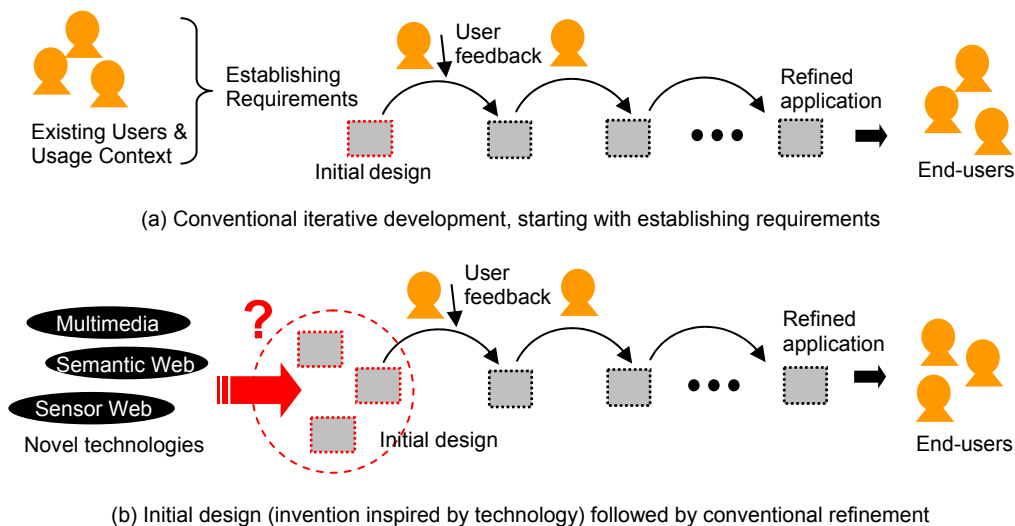 User
feedback
Establishing
Requirements
Refined
application
Existing Users &
Usage Context
Initial design
End-users
(a) Conventional iterative development, starting with establishing requirements
User
feedback
?
Multimedia
Semantic Web
Sensor Web
Novel technologies
Initial design
Refined
application
End-users
(b) Initial design (invention inspired by technology) followed by conventional refinement